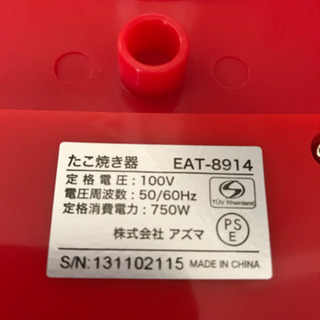 たこ焼き器 EAT-8914
定格電圧:100V
電圧周波数:50/60Hz
定格消費電力:750W
TÜV Rheinland
PS
E
株式会社 アズマ
S/N:131102115 MADE IN CHINA